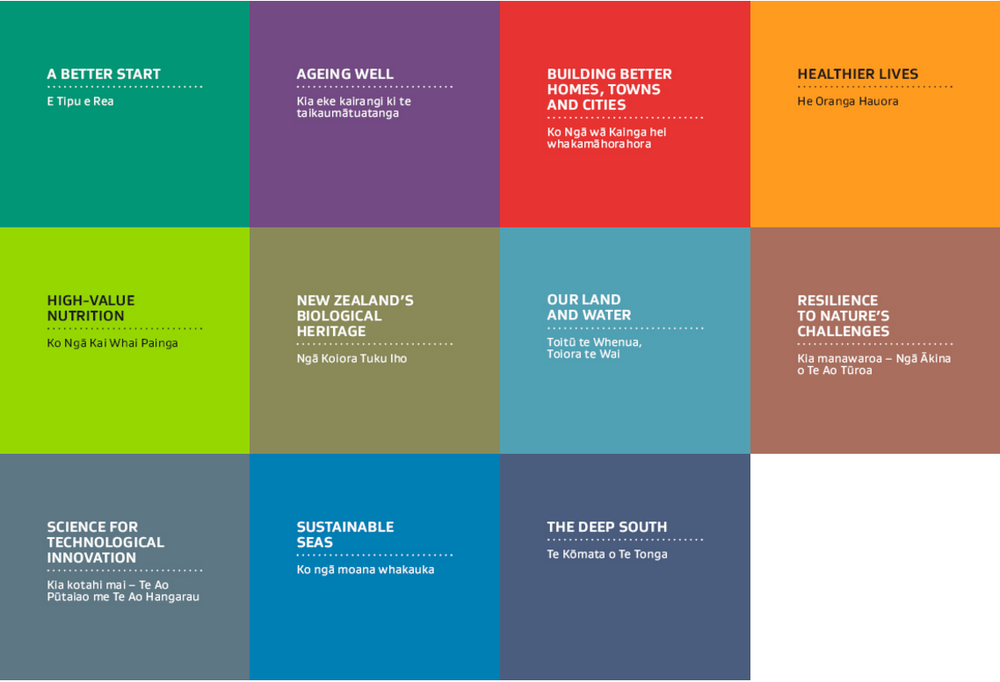 A BETTER START
E Tipu e Rea
AGEING WELL
Kia eke kairangi ki te
taikaumātuatanga
BUILDING BETTER
HOMES, TOWNS
AND CITIES
Ko Ngā wā Kainga hei
whakamāhorahora
HEALTHIER LIVES
He Oranga Hauora
HIGH-VALUE
NUTRITION
Ko Ngā Kai Whai Painga
NEW ZEALAND’S
BIOLOGICAL
HERITAGE
Ngā Koiora Tuku Iho
OUR LAND
AND WATER
Toitū te Whenua,
Toiora te Wai
RESILIENCE
TO NATURE’S
CHALLENGES
Kia manawaroa – Ngā Ākina
o Te Ao Tūroa
SCIENCE FOR
TECHNOLOGICAL
INNOVATION
Kia kotahi mai – Te Ao
Pūtaiao me Te Ao Hangarau
SUSTAINABLE
SEAS
Ko ngā moana whakauka
THE DEEP SOUTH
Te Kōmata o Te Tonga